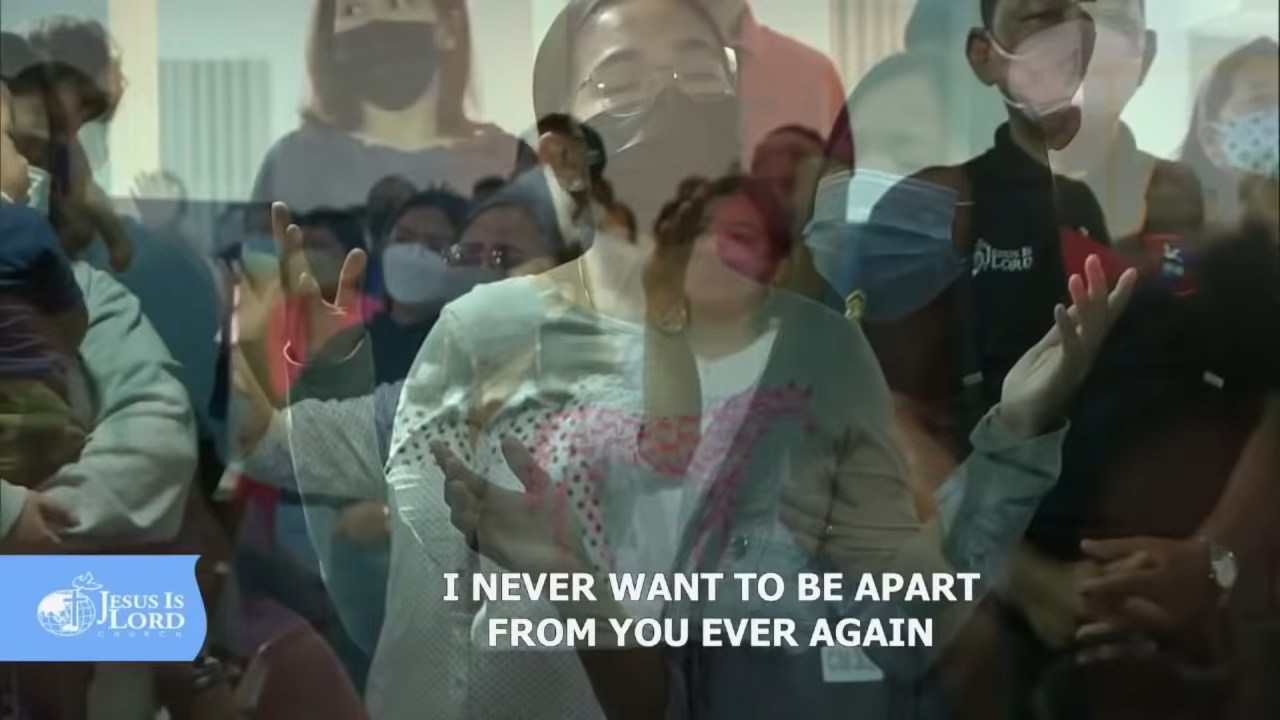 JESUS IS
LORD
JESUS IS
LORD
CHURCH
I NEVER WANT TO BE APART
FROM YOU EVER AGAIN